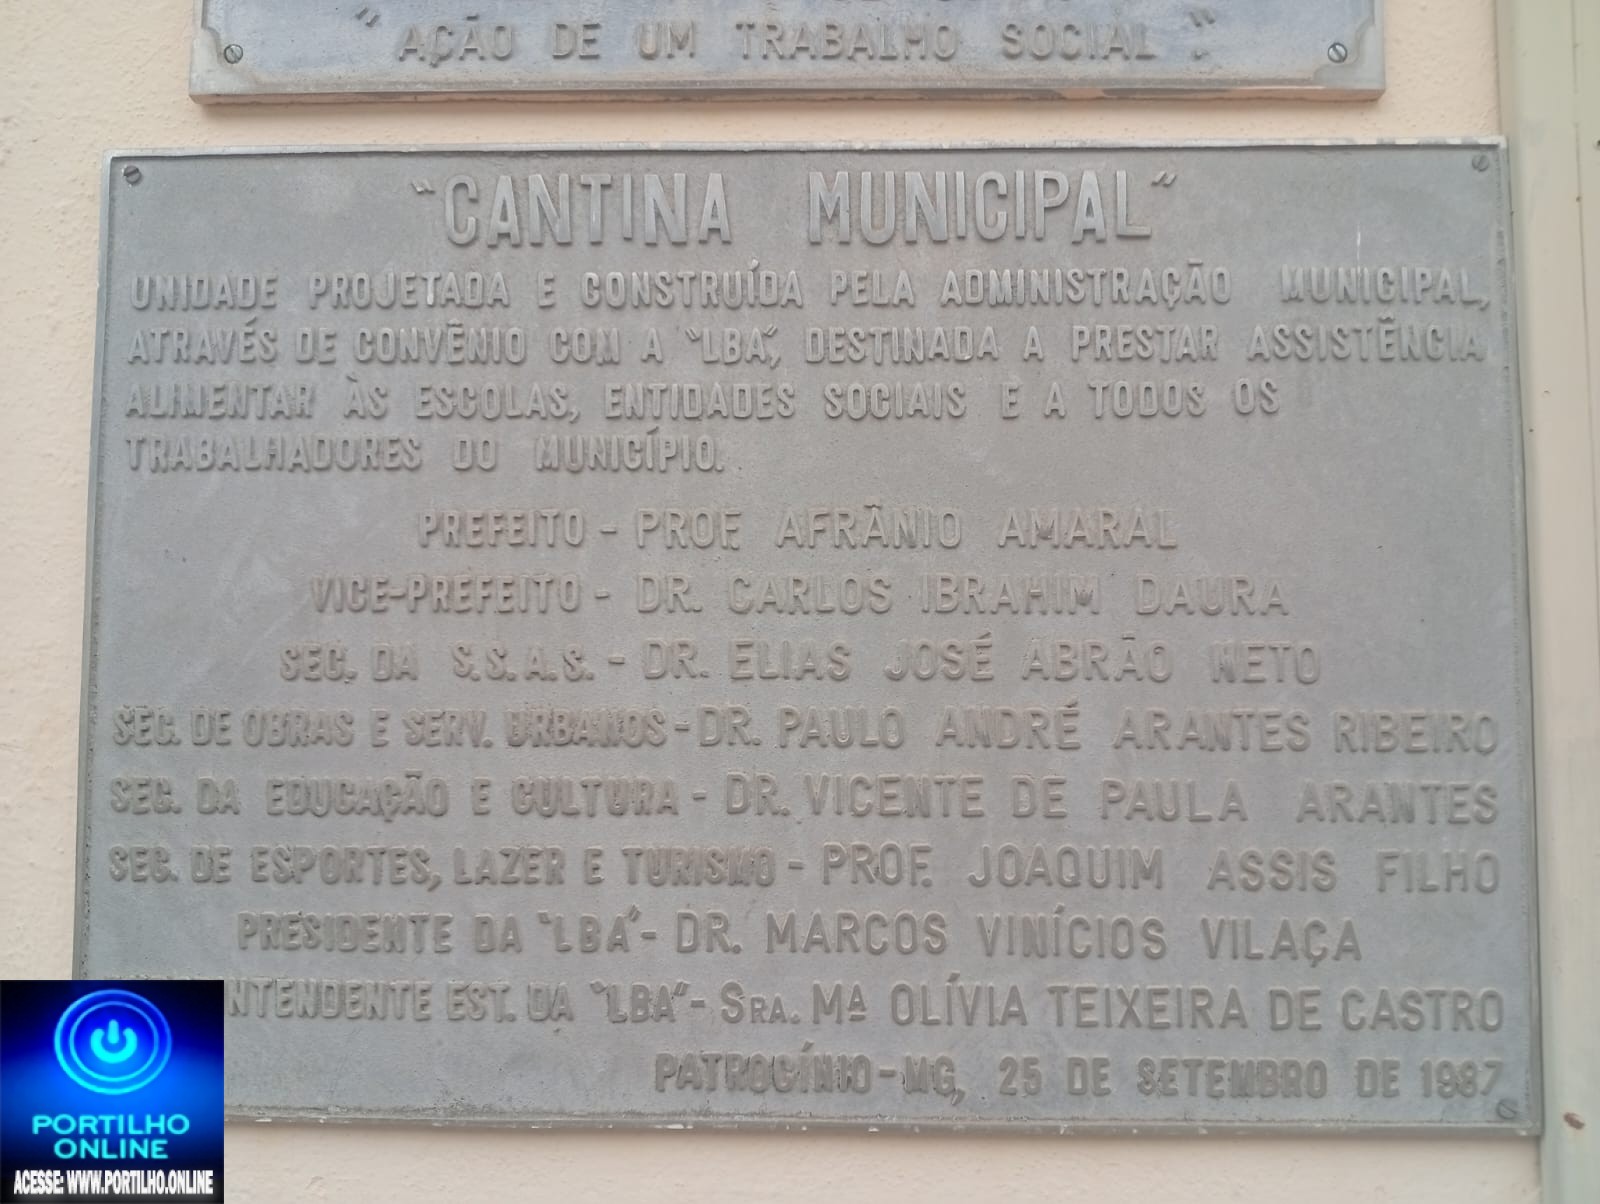 "AÇÃO DE UM TRABALHO SOCIAL"
"CANTINA MUNICIPAL"
UNIDADE PROJETADA E CONSTRUÍDA PELA ADMINISTRAÇÃO MUNICIPAL,
ATRAVÉS DE CONVÊNIO COM A "LBA", DESTINADA A PRESTAR ASSISTÊNCIA
ALIMENTAR ÀS ESCOLAS, ENTIDADES SOCIAIS E A TODOS OS
TRABALHADORES DO MUNICÍPIO.
PREFEITO - PROF. AFRÂNIO AMARAL
VICE-PREFEITO - DR. CARLOS IBRAHIM DAURA
SEC. DA S.S.A.S. - DR. ELIAS JOSÉ ABRÃO NETO
SEC. DE OBRAS E SERV. URBANOS - DR. PAULO ANDRÉ ARANTES RIBEIRO
SEC. DA EDUCAÇÃO E CULTURA - DR. VICENTE DE PAULA ARANTES
SEC. DE ESPORTES, LAZER E TURISMO - PROF. JOAQUIM ASSIS FILHO
PRESIDENTE DA "LBA" - DR. MARCOS VINÍCIOS VILAÇA
NTENDENTE EST. DA "LBA" - SRA. Mª OLÍVIA TEIXEIRA DE CASTRO
PATROCÍNIO - MG, 25 DE SETEMBRO DE 1987
PORTILHO
ONLINE
ACESSE: WWW.PORTILHO.ONLINE